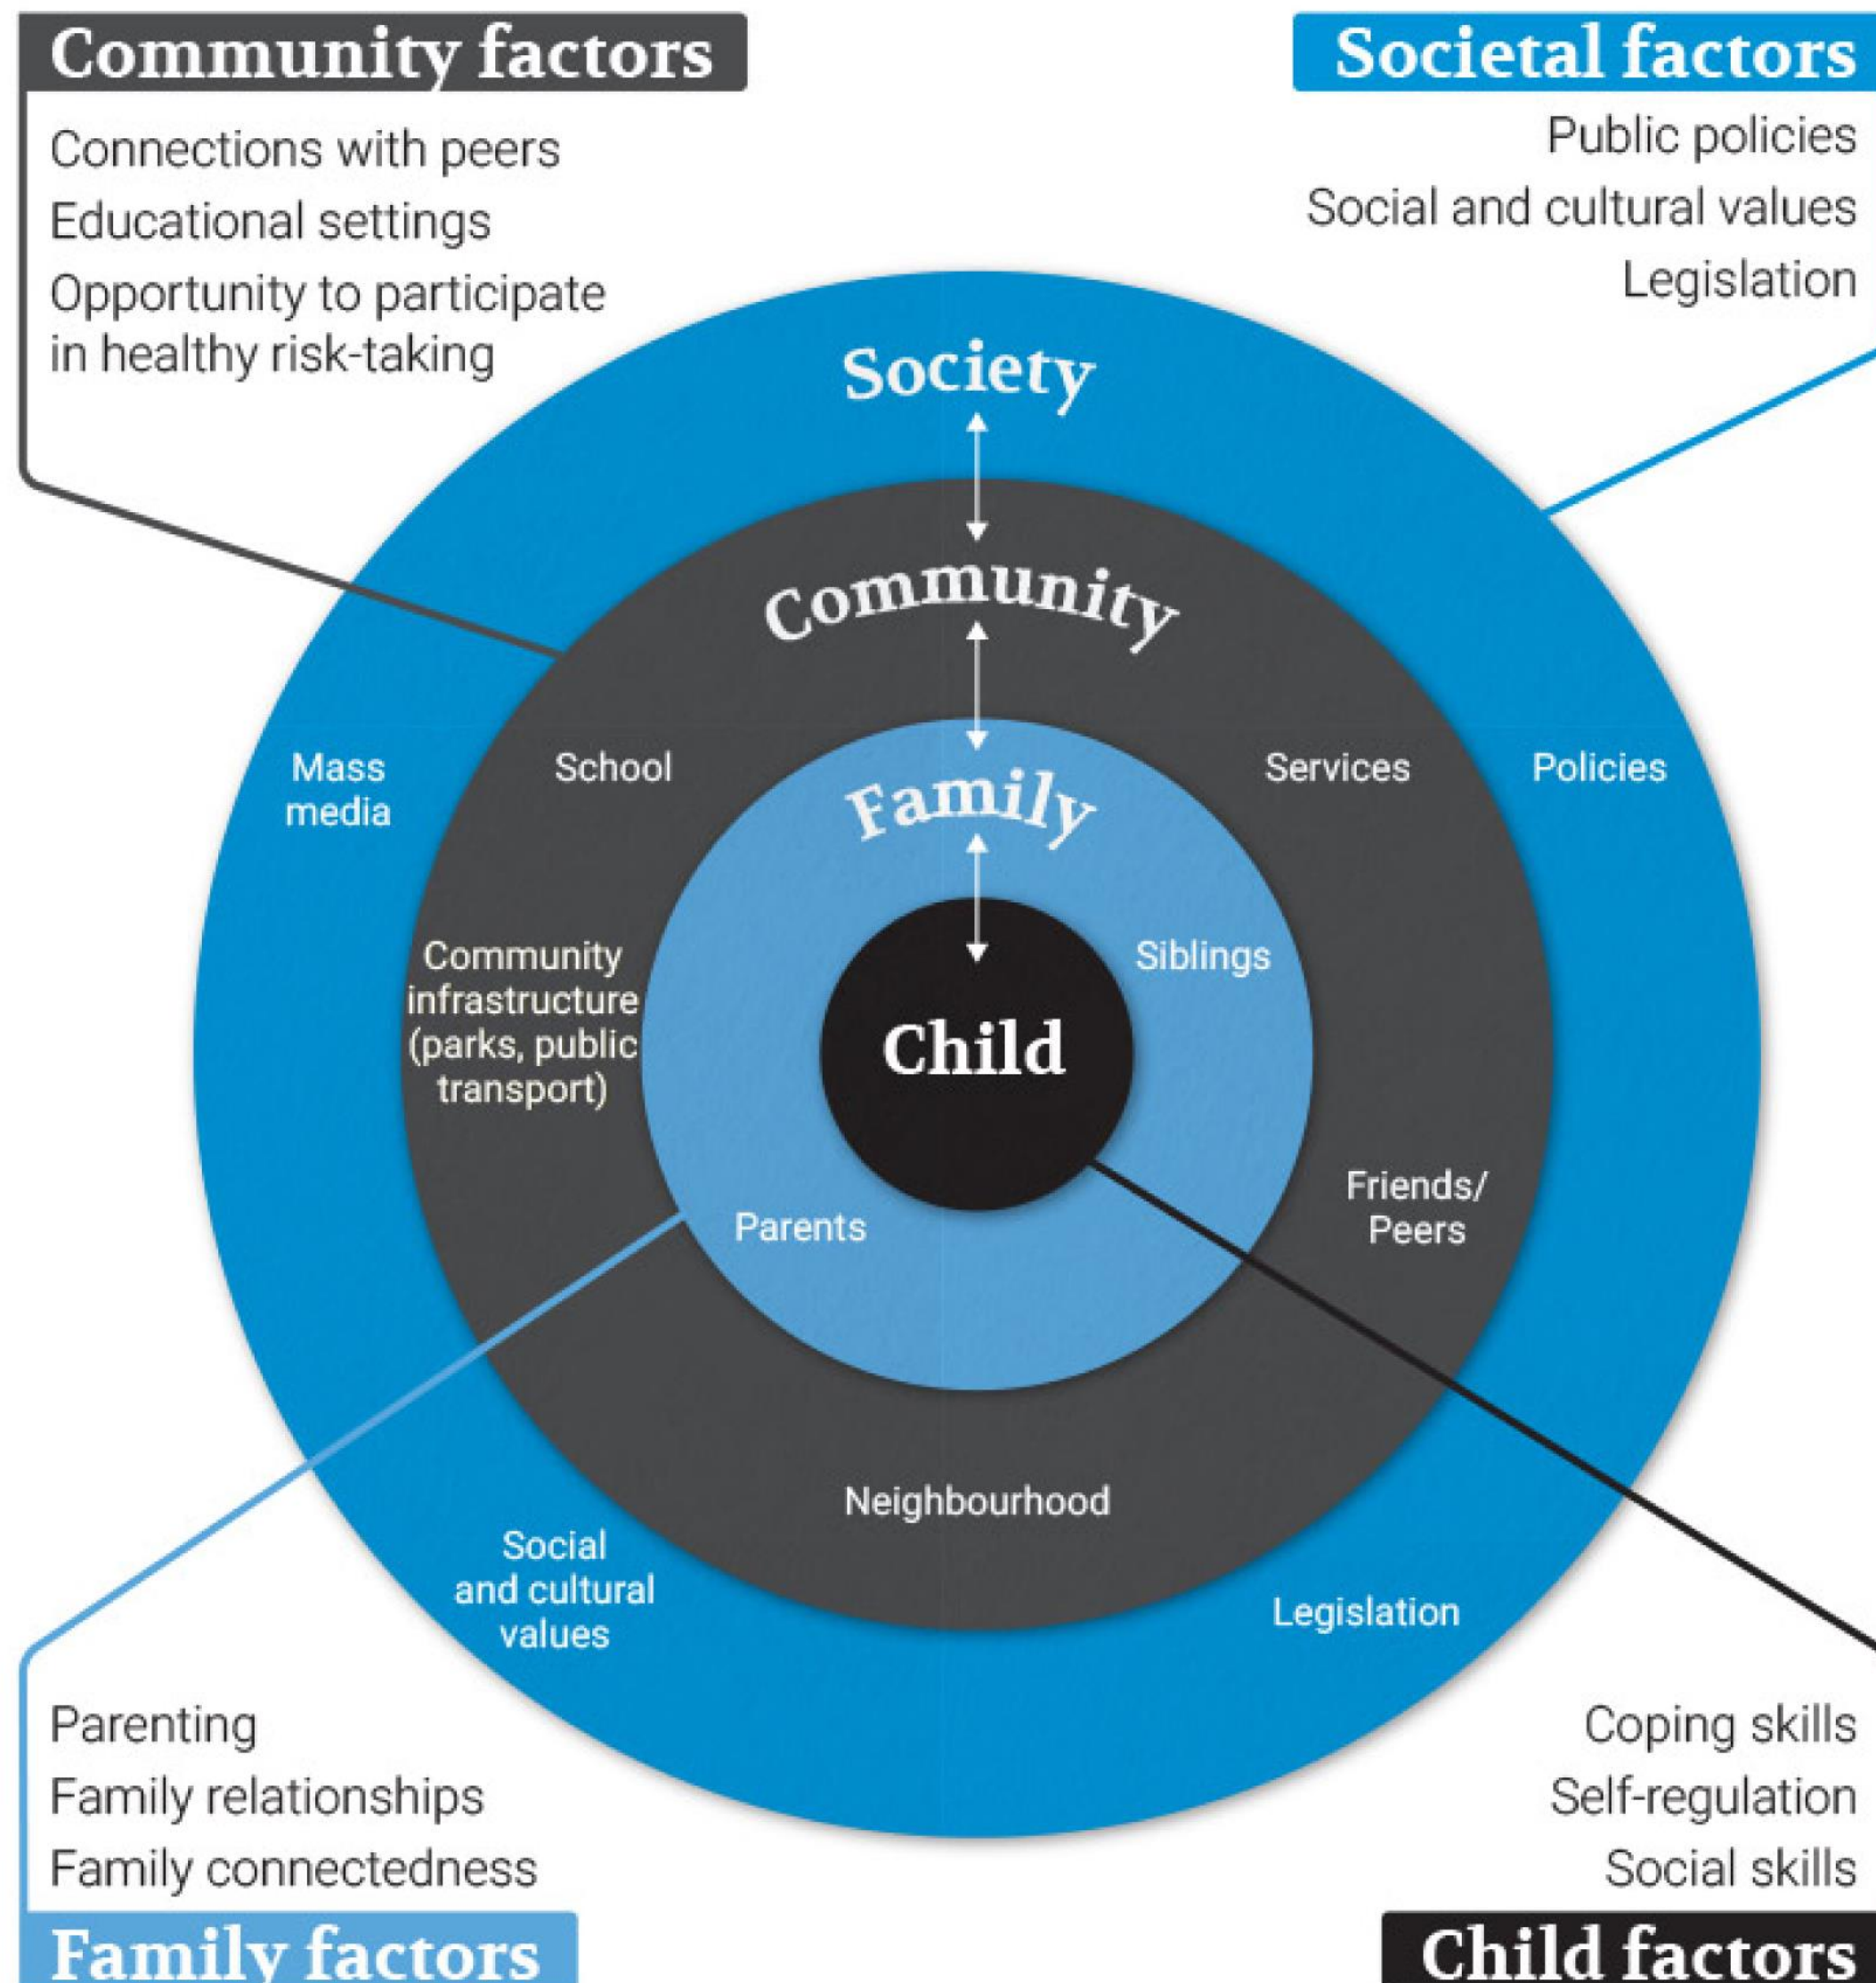 Community factors
Connections with peers
Educational settings
Opportunity to participate
in healthy risk-taking
Societal factors
Public policies
Social and cultural values
Legislation
Society
Community
Family
Child
Mass
media
School
Services
Policies
Community
infrastructure
(parks, public
transport)
Siblings
Parents
Friends/
Peers
Neighbourhood
Social
and cultural
values
Legislation
Parenting
Family relationships
Family connectedness
Family factors
Coping skills
Self-regulation
Social skills
Child factors